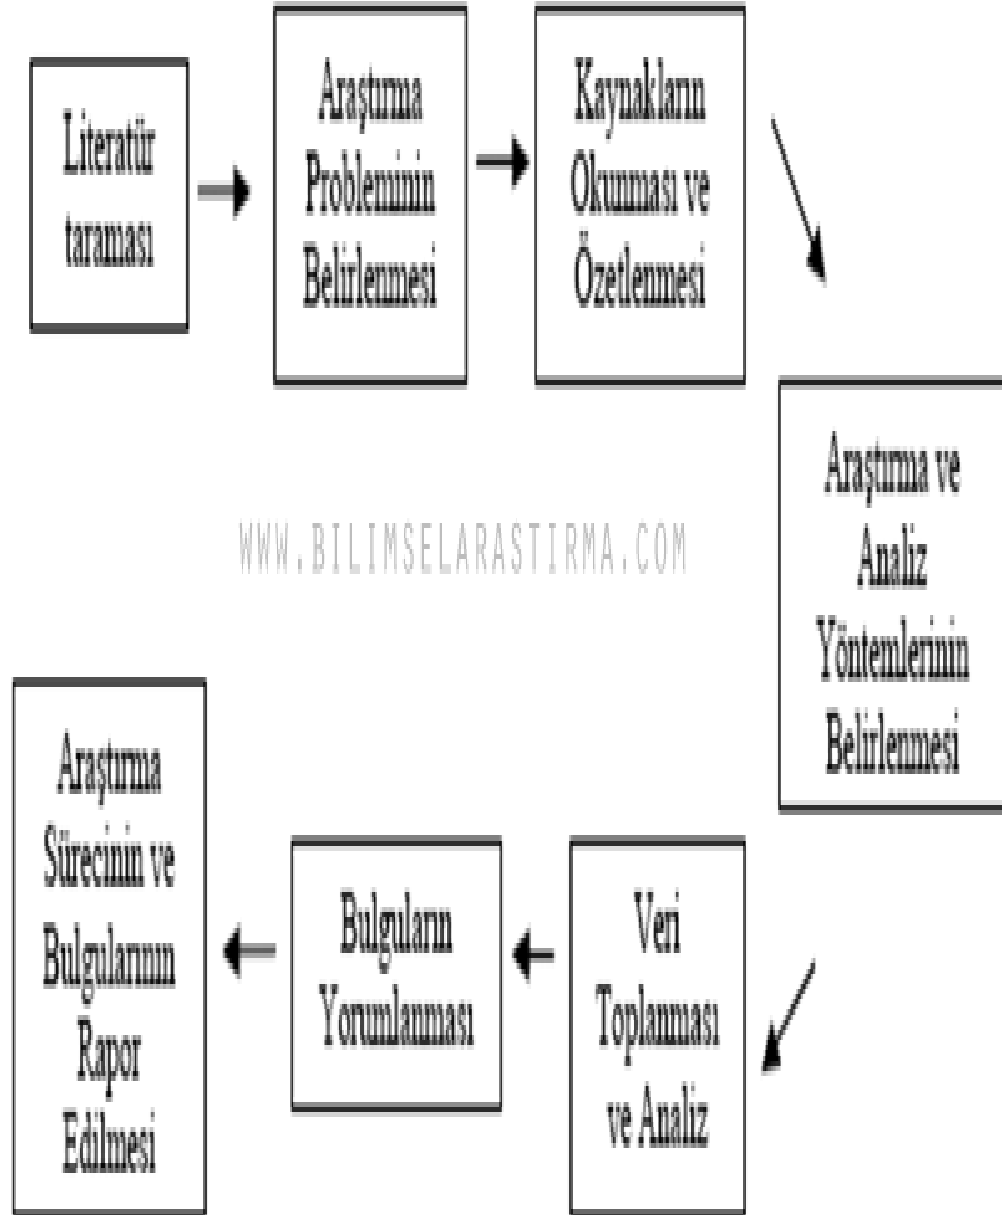 Literatür
taraması
Araştırma
Probleminin
Belirlenmesi
Kaynakların
Okunması ve
Özetlenmesi
Araştırma ve
Analiz
Yöntemlerinin
Belirlenmesi
WWW.BILIMSELARASTIRMA.COM
Veri
Toplanması
ve Analiz
Bulguların
Yorumlanması
Araştırma
Sürecinin ve
Bulgularının
Rapor
Edilmesi